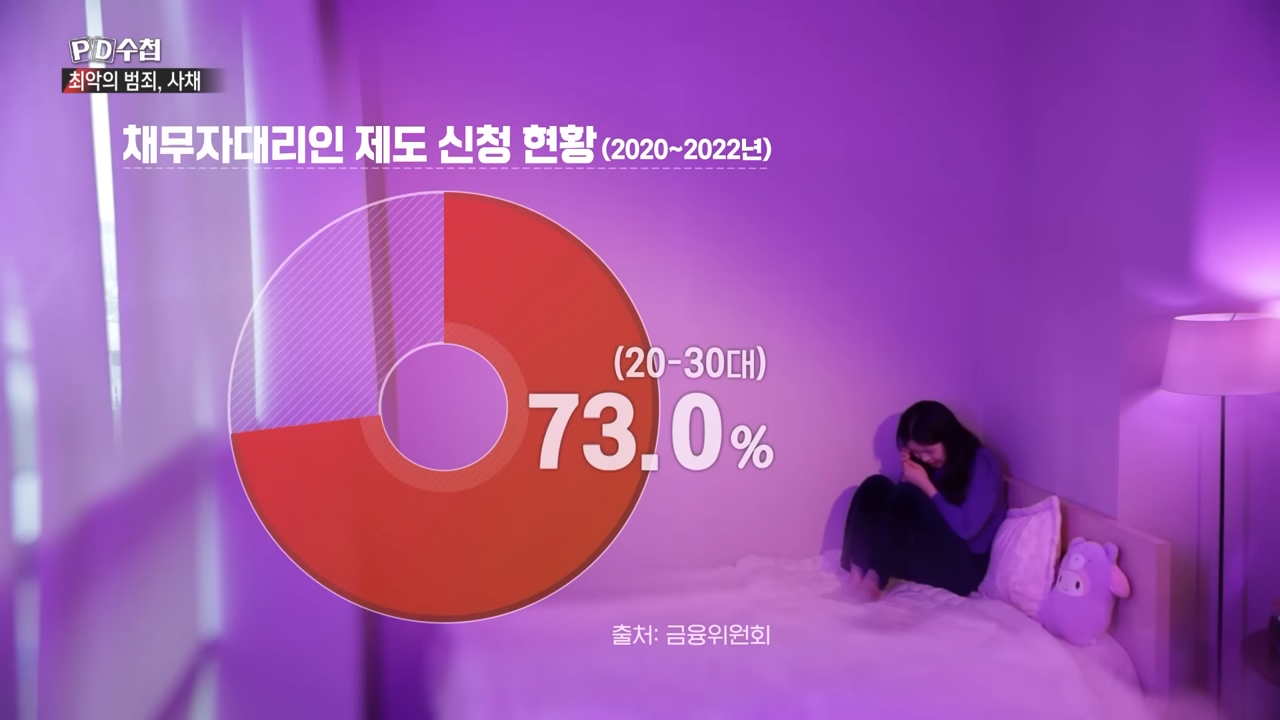 PD수첩
최악의 범죄, 사채
채무자대리인 제도 신청 현황 (2020~2022년)
(20-30대)
73.0%
출처: 금융위원회